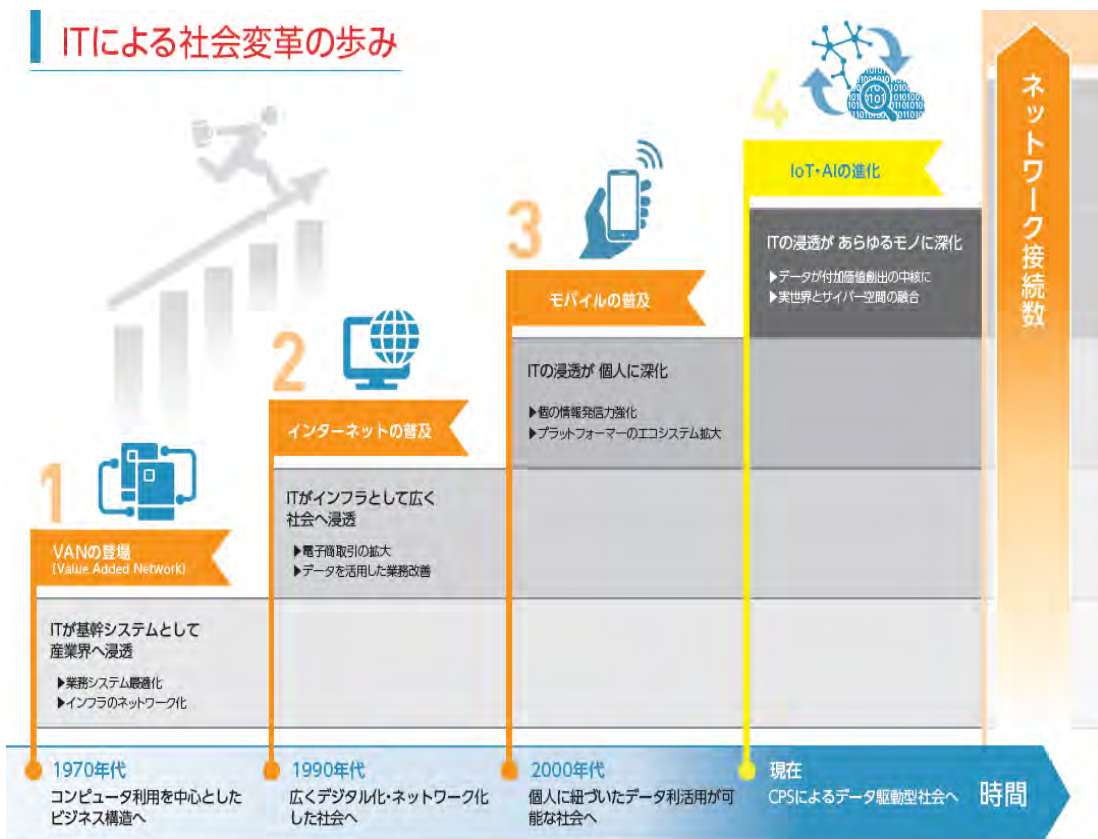 ITによる社会変革の歩み
1
VANの登場
(Value Added Network)
ITが基幹システムとして
産業界へ浸透
▶業務システム最適化
▶インフラのネットワーク化
2
インターネットの普及
ITがインフラとして広く
社会へ浸透
▶電子商取引の拡大
▶データを活用した業務改善
3
モバイルの普及
ITの浸透が 個人に深化
▶個の情報発信力強化
▶プラットフォーマーのエコシステム拡大
4
IoT・AIの進化
ITの浸透が あらゆるモノに深化
▶データが付加価値創出の中核に
▶実世界とサイバー空間の融合
ネットワーク接続数
1970年代
コンピュータ利用を中心とした
ビジネス構造へ
1990年代
広くデジタル化・ネットワーク化
した社会へ
2000年代
個人に紐づいたデータ利活用が可
能な社会へ
現在
CPSによるデータ駆動型社会へ
時間